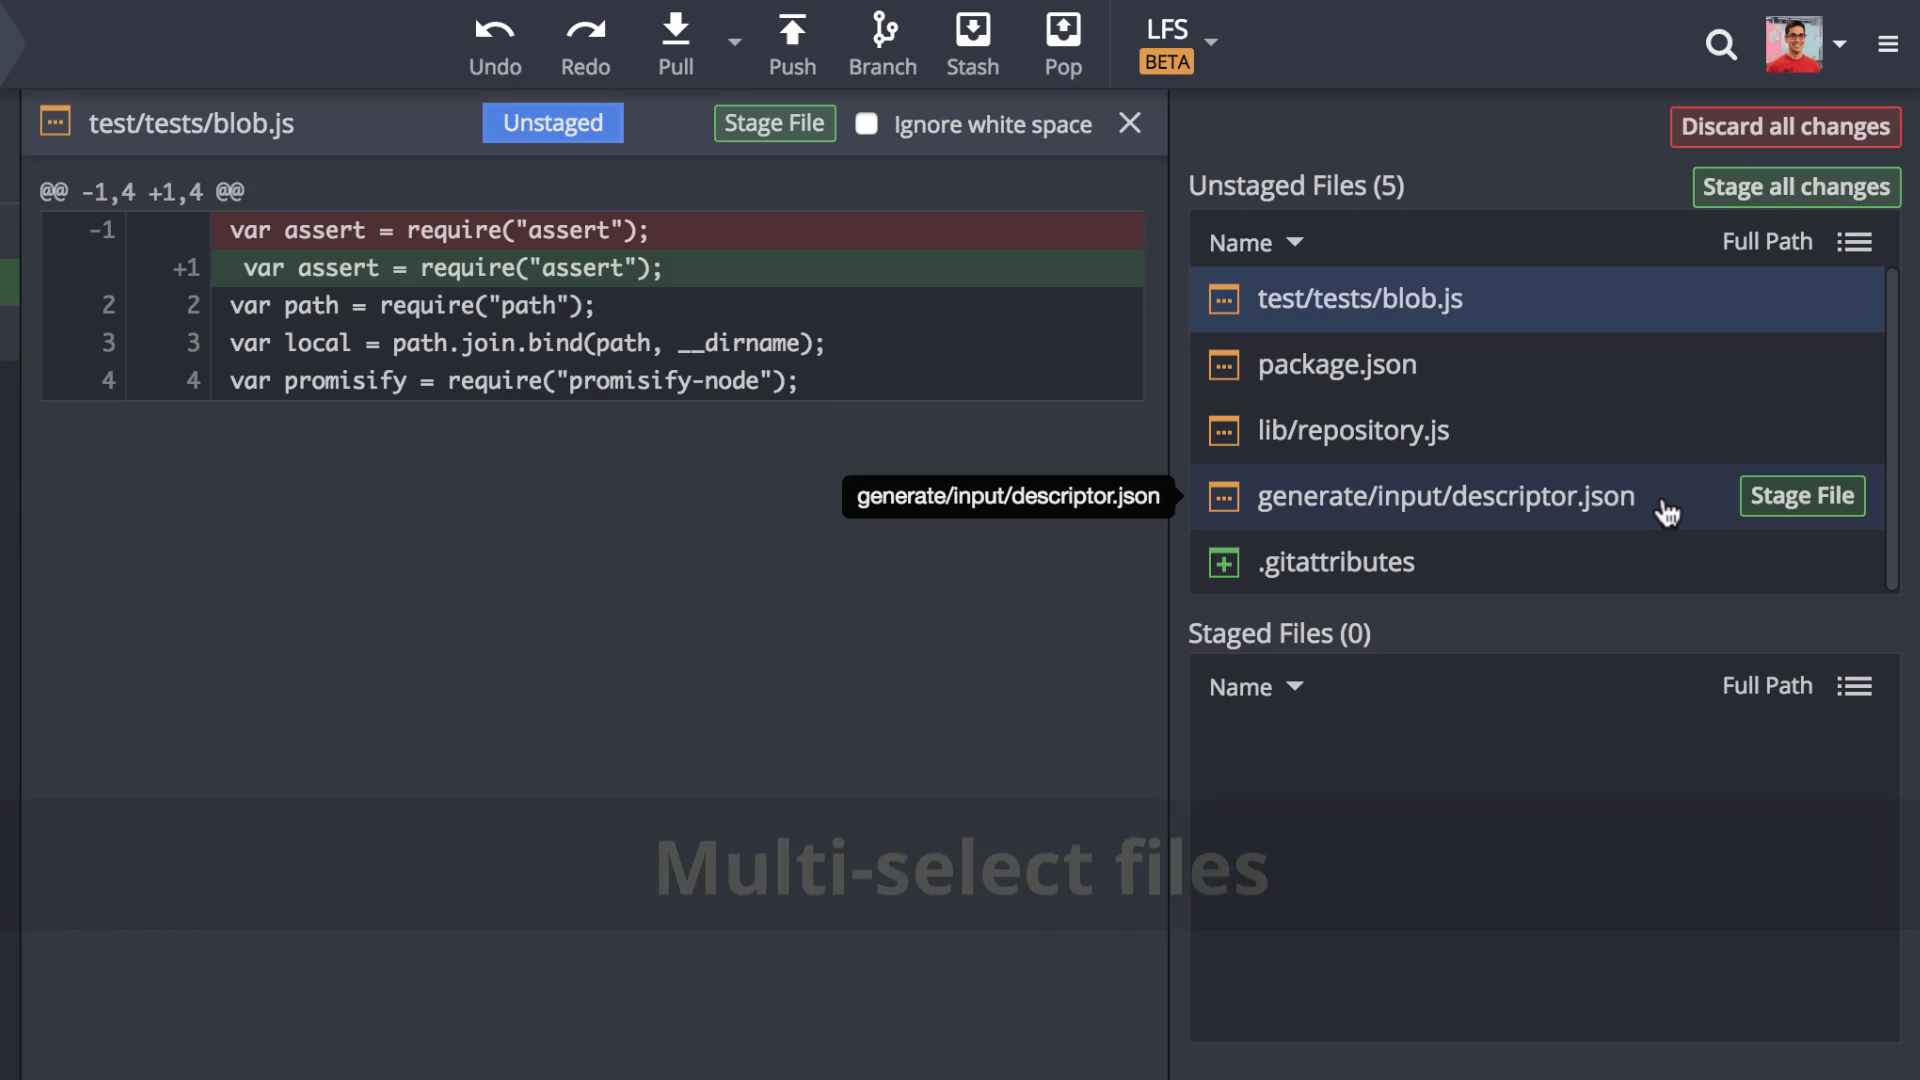 Undo
Redo
Pull
Push
Branch
Stash
Pop
LFS
BETA
test/tests/blob.js
Unstaged
Stage File
Ignore white space
@@ -1,4 +1,4 @@
-1 var assert = require("assert");
+1 var assert = require("assert");
2 2 var path = require("path");
3 3 var local = path.join.bind(path, __dirname);
4 4 var promisify = require("promisify-node");
generate/input/descriptor.json
Discard all changes
Unstaged Files (5)
Stage all changes
Name
Full Path
test/tests/blob.js
package.json
lib/repository.js
generate/input/descriptor.json
Stage File
.gitattributes
Staged Files (0)
Name
Full Path
Multi-select files